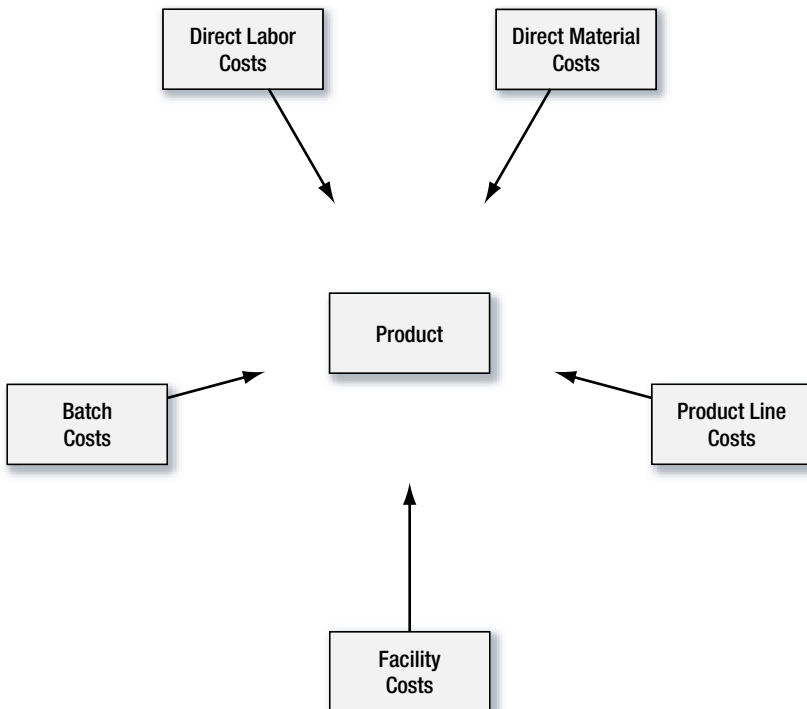 Direct Labor
Costs
Direct Material
Costs
Product
Batch
Costs
Product Line
Costs
Facility
Costs